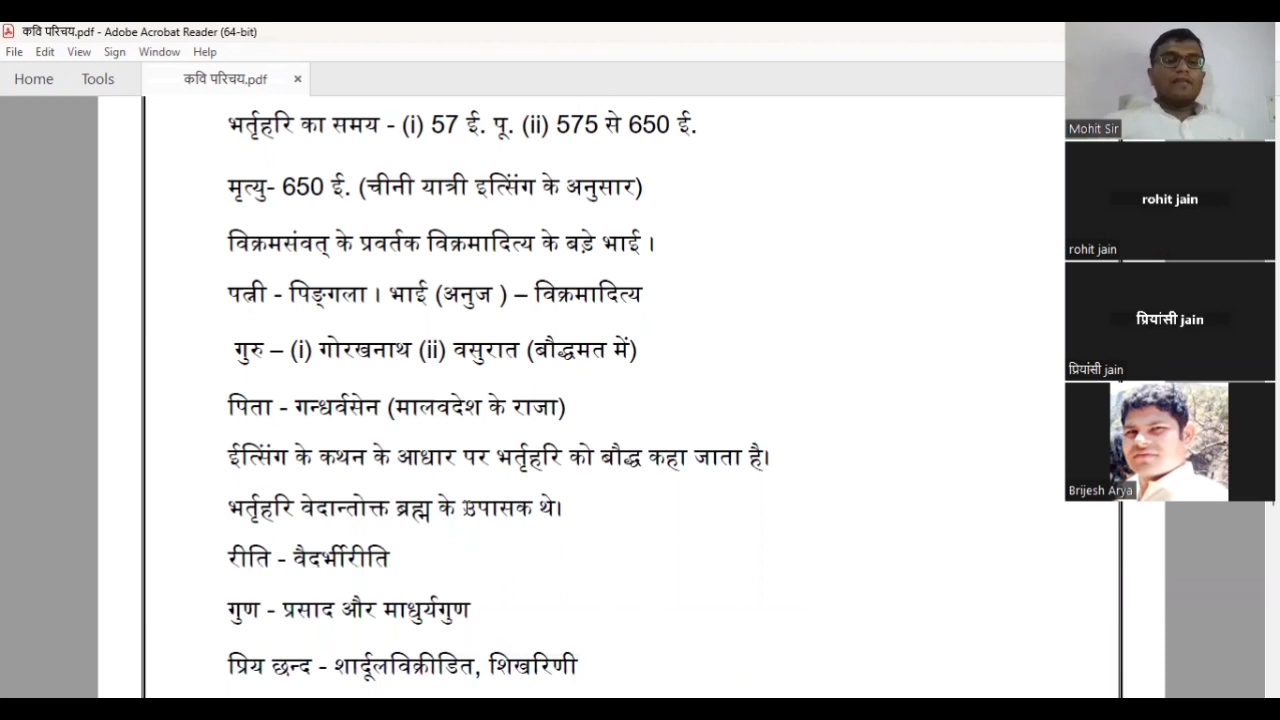 कवि परिचय.pdf - Adobe Acrobat Reader (64-bit)
File Edit View Sign Window Help
Home Tools कवि परिचय.pdf ×
भर्तृहरि का समय - (i) 57 ई. पू. (ii) 575 से 650 ई.
मृत्यु- 650 ई. (चीनी यात्री इत्सिंग के अनुसार)
विक्रमसंवत् के प्रवर्तक विक्रमादित्य के बड़े भाई ।
पत्नी - पिङ्गला । भाई (अनुज ) – विक्रमादित्य
गुरु – (i) गोरखनाथ (ii) वसुरात (बौद्धमत में)
पिता - गन्धर्वसेन (मालवदेश के राजा)
ईत्सिंग के कथन के आधार पर भर्तृहरि को बौद्ध कहा जाता है।
भर्तृहरि वेदान्तोक्त ब्रह्म के उपासक थे।
रीति - वैदर्भीरीति
गुण - प्रसाद और माधुर्यगुण
प्रिय छन्द - शार्दूलविक्रीडित, शिखरिणी
Mohit Sir
rohit jain
rohit jain
प्रियांसी jain
प्रियांसी jain
Brijesh Arya